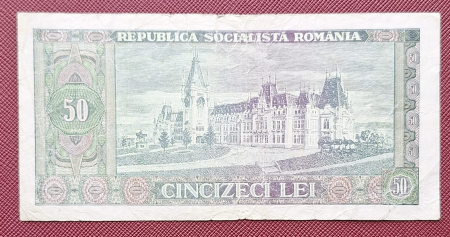 REPUBLICA SOCIALISTĂ ROMÂNIA
50
CINCIZECI LEI
50